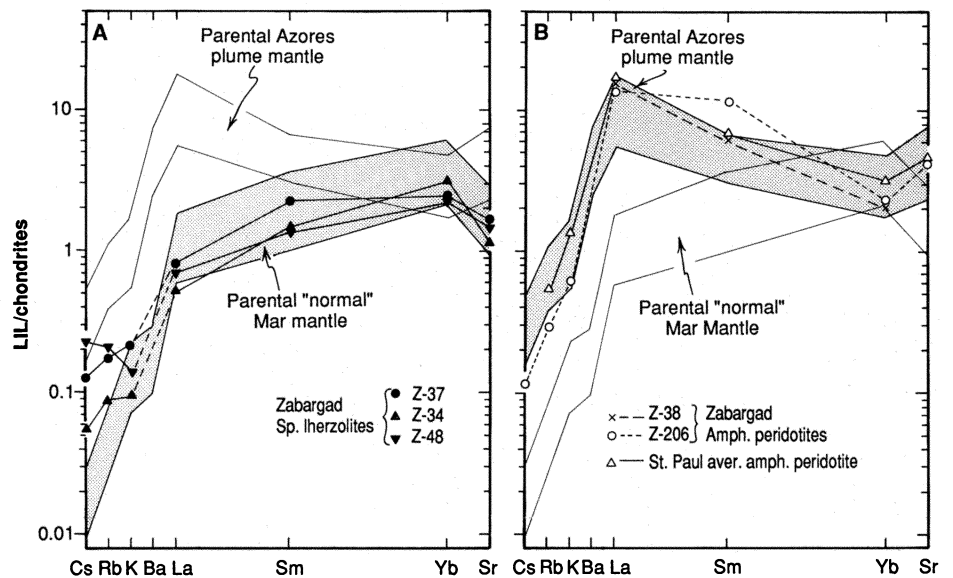 A
Parental Azores
plume mantle
B
Parental Azores
plume mantle
10
1
0.1
0.01
LIL/chondrites
Parental "normal"
Mar mantle
Parental "normal"
Mar Mantle
Zabargad
Sp. lherzolites
Z-37
Z-34
Z-48
Z-38
Z-206
Zabargad
Amph. peridotites
St. Paul aver. amph. peridotite
Cs Rb K Ba La Sm Yb Sr
Cs Rb K Ba La Sm Yb Sr